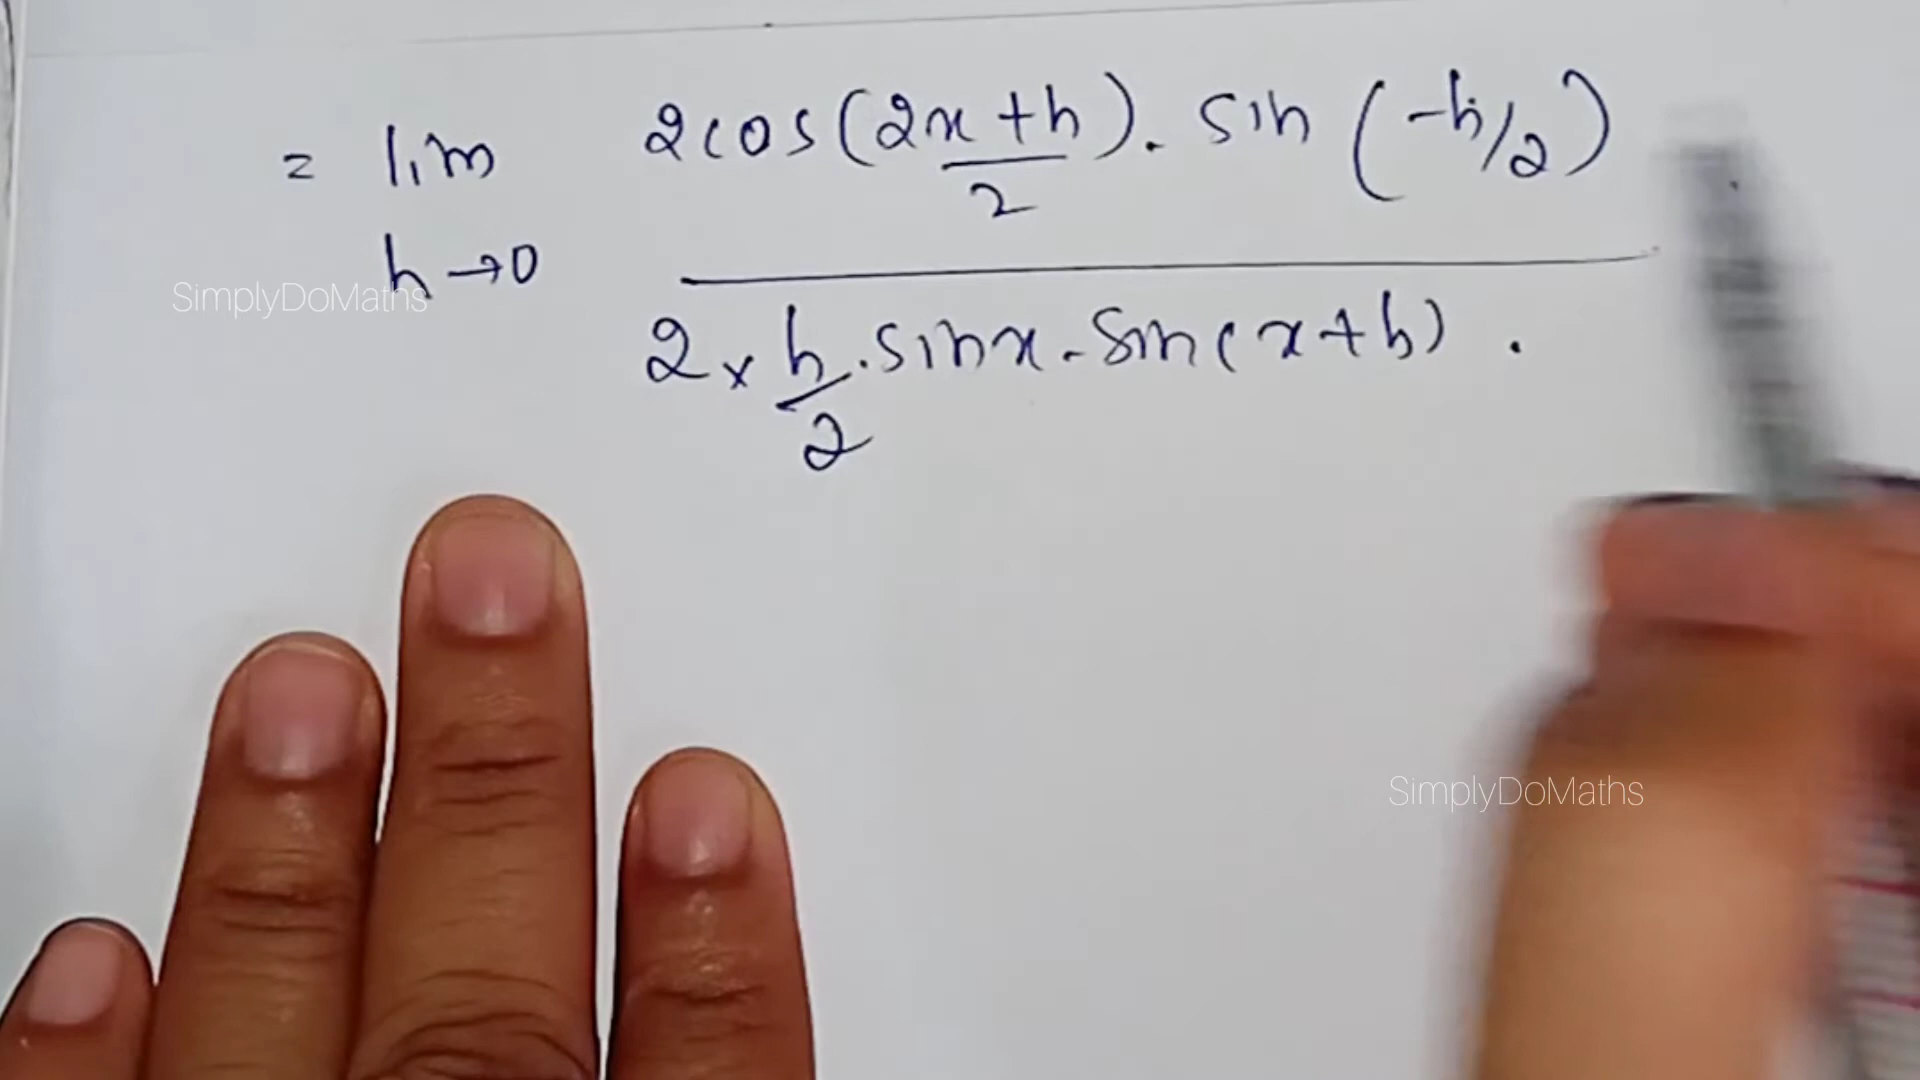 = lim 2cos(2x+h/2). sin(-h/2)
h→0
2×h/2.sinx.sin(x+h).
SimplyDoMaths
SimplyDoMaths